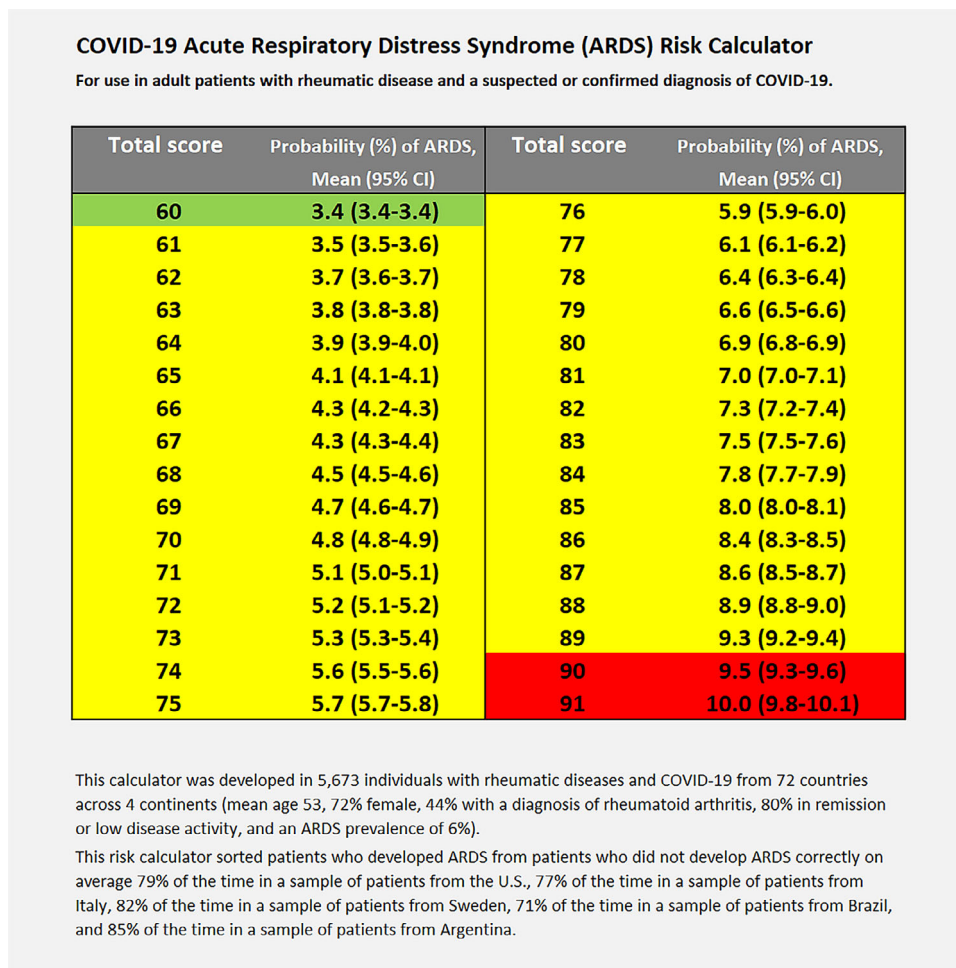 COVID-19 Acute Respiratory Distress Syndrome (ARDS) Risk Calculator
For use in adult patients with rheumatic disease and a suspected or confirmed diagnosis of COVID-19.
Total score Probability (%) of ARDS, Mean (95% CI) Total score Probability (%) of ARDS, Mean (95% CI)
60 3.4 (3.4-3.4) 76 5.9 (5.9-6.0)
61 3.5 (3.5-3.6) 77 6.1 (6.1-6.2)
62 3.7 (3.6-3.7) 78 6.4 (6.3-6.4)
63 3.8 (3.8-3.8) 79 6.6 (6.5-6.6)
64 3.9 (3.9-4.0) 80 6.9 (6.8-6.9)
65 4.1 (4.1-4.1) 81 7.0 (7.0-7.1)
66 4.3 (4.2-4.3) 82 7.3 (7.2-7.4)
67 4.3 (4.3-4.4) 83 7.5 (7.5-7.6)
68 4.5 (4.5-4.6) 84 7.8 (7.7-7.9)
69 4.7 (4.6-4.7) 85 8.0 (8.0-8.1)
70 4.8 (4.8-4.9) 86 8.4 (8.3-8.5)
71 5.1 (5.0-5.1) 87 8.6 (8.5-8.7)
72 5.2 (5.1-5.2) 88 8.9 (8.8-9.0)
73 5.3 (5.3-5.4) 89 9.3 (9.2-9.4)
74 5.6 (5.5-5.6) 90 9.5 (9.3-9.6)
75 5.7 (5.7-5.8) 91 10.0 (9.8-10.1)
This calculator was developed in 5,673 individuals with rheumatic diseases and COVID-19 from 72 countries
across 4 continents (mean age 53, 72% female, 44% with a diagnosis of rheumatoid arthritis, 80% in remission
or low disease activity, and an ARDS prevalence of 6%).
This risk calculator sorted patients who developed ARDS from patients who did not develop ARDS correctly on
average 79% of the time in a sample of patients from the U.S., 77% of the time in a sample of patients from
Italy, 82% of the time in a sample of patients from Sweden, 71% of the time in a sample of patients from Brazil,
and 85% of the time in a sample of patients from Argentina.